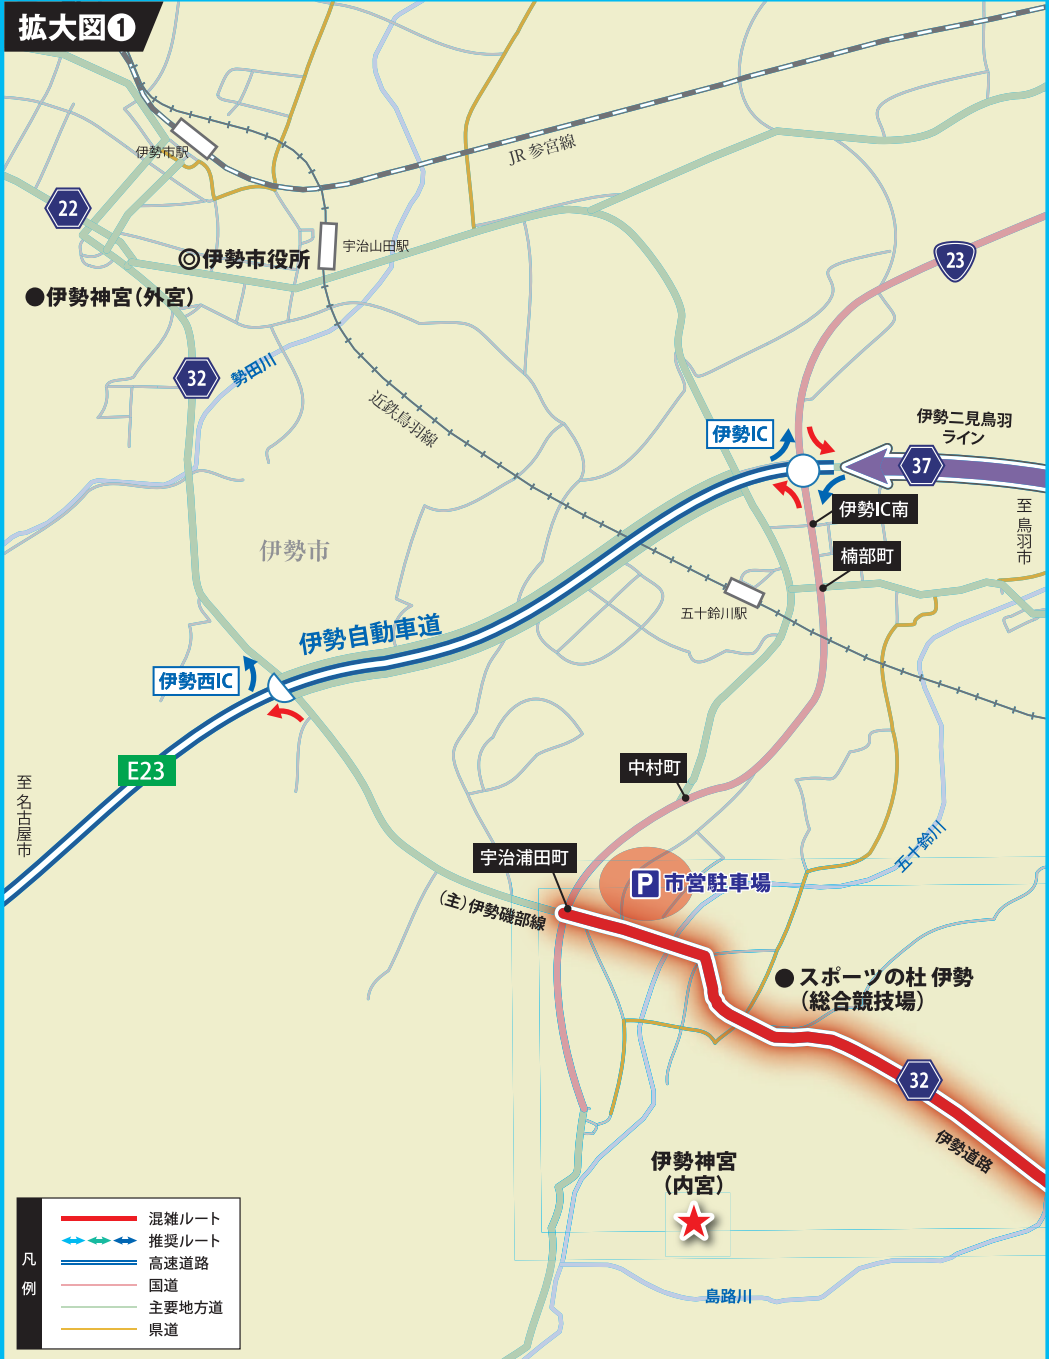 拡大図❶
伊勢市駅
JR 参宮線
22
◎伊勢市役所
宇治山田駅
●伊勢神宮(外宮)
23
32
勢田川
近鉄鳥羽線
伊勢IC
伊勢二見鳥羽
ライン
37
至鳥羽市
伊勢IC南
楠部町
伊勢市
五十鈴川駅
伊勢自動車道
伊勢西IC
E23
至名古屋市
中村町
宇治浦田町
P 市営駐車場
五十鈴川
(主)伊勢磯部線
●スポーツの杜 伊勢
(総合競技場)
32
伊勢道路
伊勢神宮
(内宮)
島路川
凡例
混雑ルート
推奨ルート
高速道路
国道
主要地方道
県道